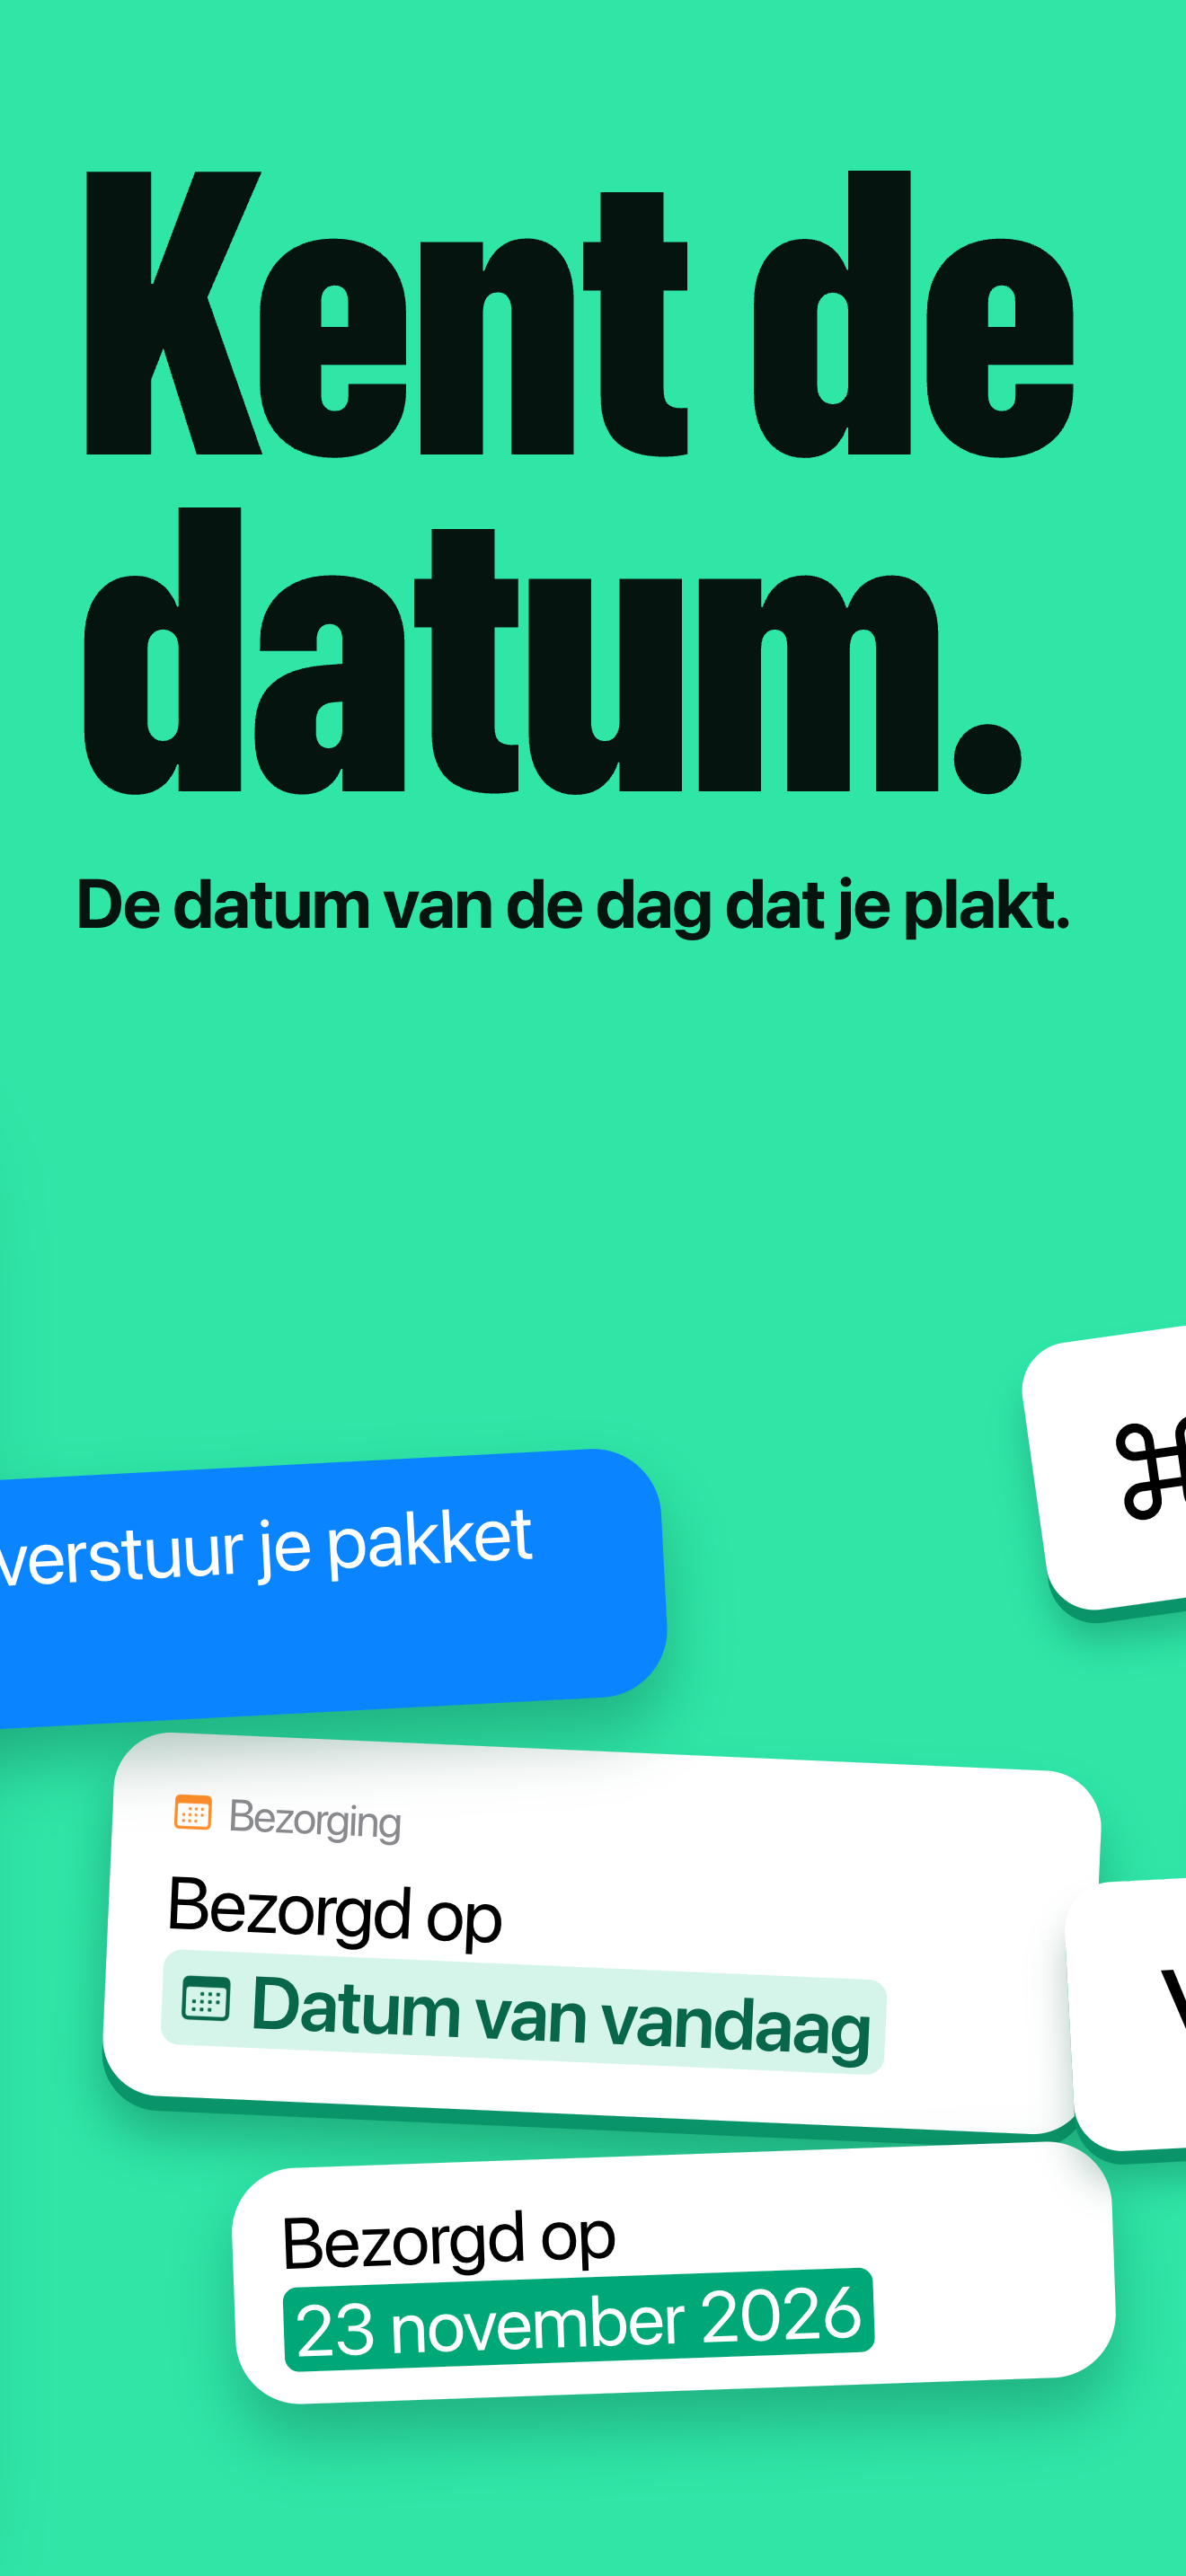 Kent de
datum.
De datum van de dag dat je plakt.
⌘
verstuur je pakket
Bezorging
Bezorgd op
Datum van vandaag
Bezorgd op
23 november 2026